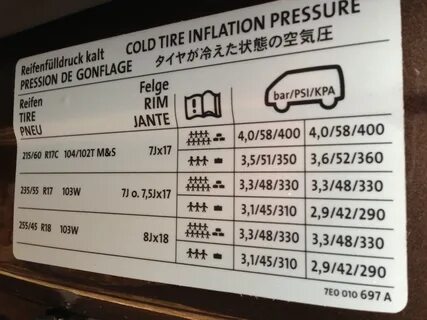 Reifenfülldruck kalt COLD TIRE INFLATION PRESSURE
PRESSION DE GONFLAGE タイヤが冷えた状態の空気圧
Reifen Felge
TIRE RIM
PNEU JANTE
bar/PSI/KPA
215/60 R17C 104/102T M&S 7Jx17 4,0/58/400 4,0/58/400
3,5/51/350 3,6/52/360
235/55 R17 103W 7J o. 7,5Jx17 3,3/48/330 3,3/48/330
3,1/45/310 2,9/42/290
255/45 R18 103W 8Jx18 3,3/48/330 3,3/48/330
3,1/45/310 2,9/42/290
7E0 010 697 A